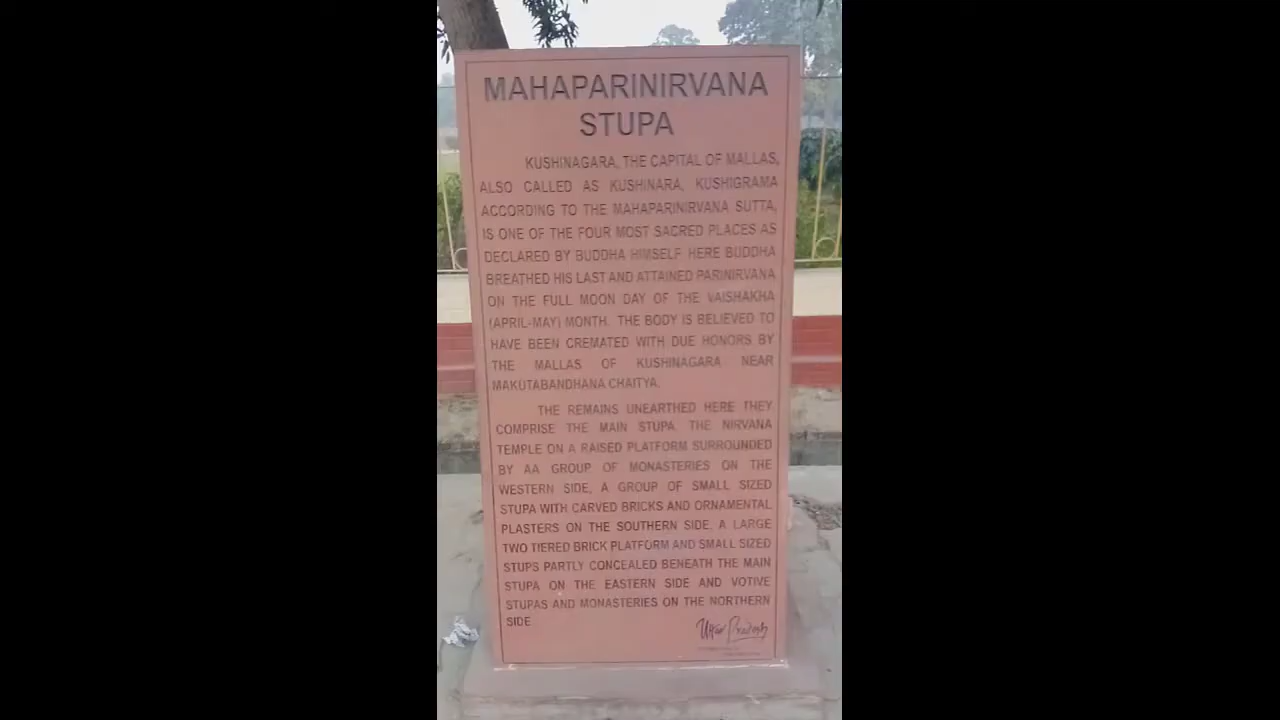 MAHAPARINIRVANA
STUPA
KUSHINAGARA, THE CAPITAL OF MALLAS,
ALSO CALLED AS KUSHINARA, KUSHIGRAMA
ACCORDING TO THE MAHAPARINIRVANA SUTTA,
IS ONE OF THE FOUR MOST SACRED PLACES AS
DECLARED BY BUDDHA HIMSELF. HERE BUDDHA
BREATHED HIS LAST AND ATTAINED PARINIRVANA
ON THE FULL MOON DAY OF THE VAISHAKHA
(APRIL-MAY) MONTH. THE BODY IS BELIEVED TO
HAVE BEEN CREMATED WITH DUE HONORS BY
THE MALLAS OF KUSHINAGARA NEAR
MAKUTABANDHANA CHAITYA.
THE REMAINS UNEARTHED HERE THEY
COMPRISE THE MAIN STUPA. THE NIRVANA
TEMPLE ON A RAISED PLATFORM SURROUNDED
BY AA GROUP OF MONASTERIES ON THE
WESTERN SIDE, A GROUP OF SMALL SIZED
STUPA WITH CARVED BRICKS AND ORNAMENTAL
PLASTERS ON THE SOUTHERN SIDE. A LARGE
TWO TIERED BRICK PLATFORM AND SMALL SIZED
STUPS PARTLY CONCEALED BENEATH THE MAIN
STUPA ON THE EASTERN SIDE AND VOTIVE
STUPAS AND MONASTERIES ON THE NORTHERN
SIDE.
Uttar Pradesh